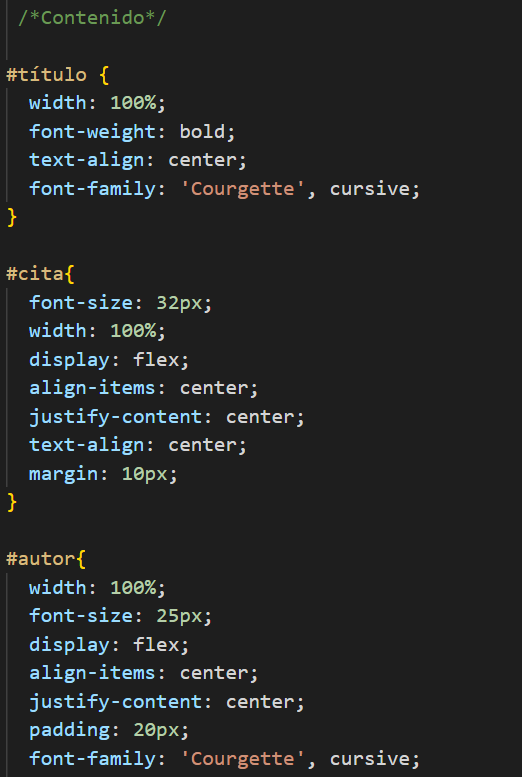 /*Contenido*/
#título {
width: 100%;
font-weight: bold;
text-align: center;
font-family: 'Courgette', cursive;
}
#cita{
font-size: 32px;
width: 100%;
display: flex;
align-items: center;
justify-content: center;
text-align: center;
margin: 10px;
}
#autor{
width: 100%;
font-size: 25px;
display: flex;
align-items: center;
justify-content: center;
padding: 20px;
font-family: 'Courgette', cursive;